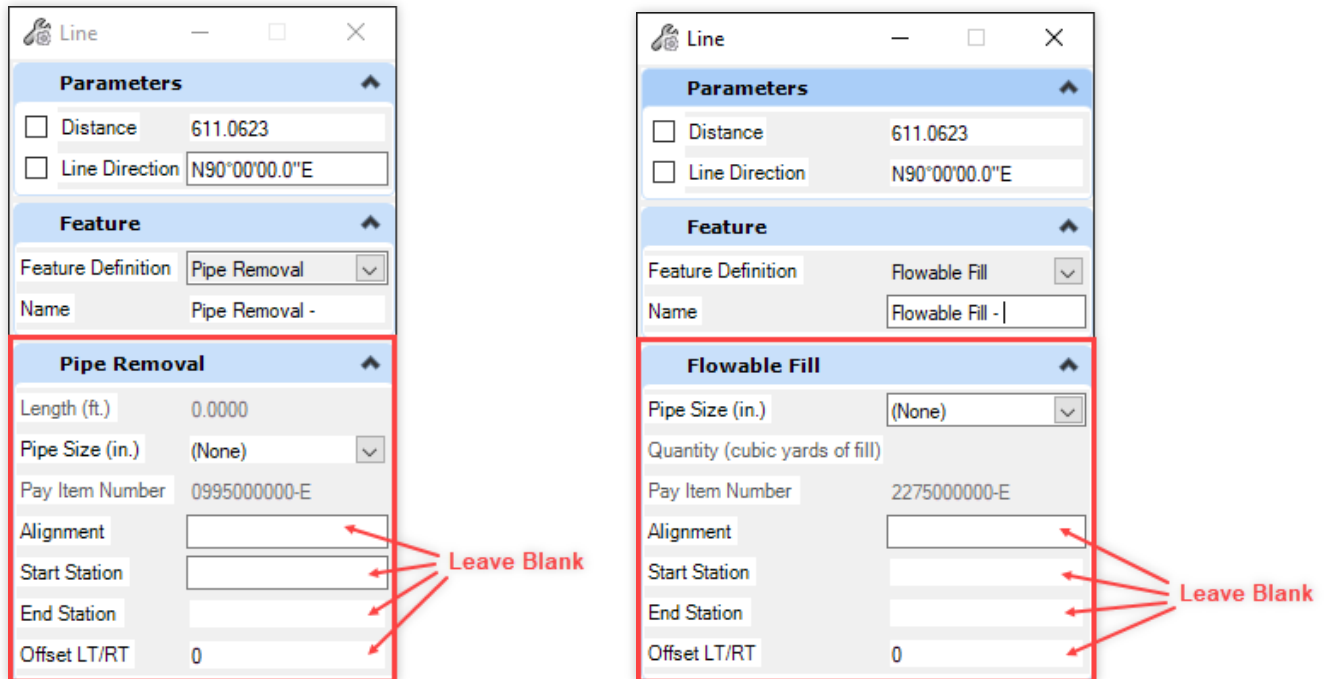 Line
Parameters
Distance 611.0623
Line Direction N90°00'00.0"E
Feature
Feature Definition Pipe Removal
Name Pipe Removal -
Pipe Removal
Length (ft.) 0.0000
Pipe Size (in.) (None)
Pay Item Number 0995000000-E
Alignment
Start Station
End Station
Offset LT/RT 0
Leave Blank
Line
Parameters
Distance 611.0623
Line Direction N90°00'00.0"E
Feature
Feature Definition Flowable Fill
Name Flowable Fill -
Flowable Fill
Pipe Size (in.) (None)
Quantity (cubic yards of fill)
Pay Item Number 2275000000-E
Alignment
Start Station
End Station
Offset LT/RT 0
Leave Blank